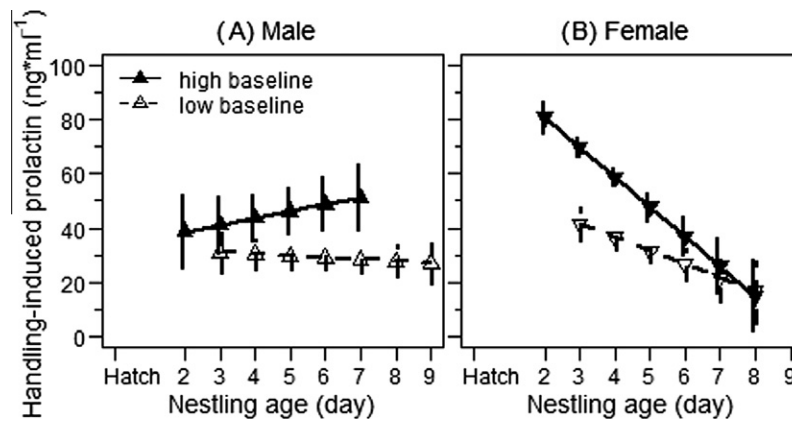 (A) Male
(B) Female
Handling-induced prolactin (ng*ml⁻¹)
100
80
60
40
20
0
high baseline
low baseline
Hatch 2 3 4 5 6 7 8 9
Hatch 2 3 4 5 6 7 8 9
Nestling age (day)
Nestling age (day)